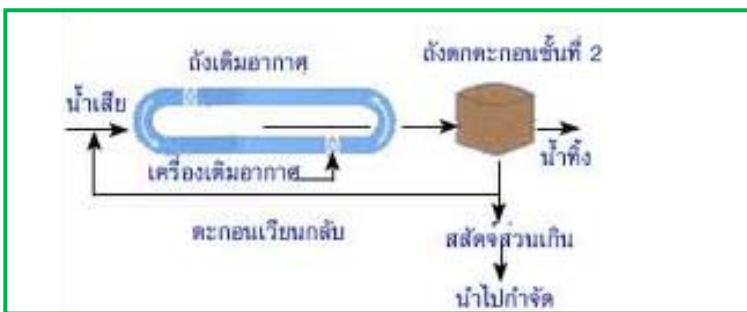 ถังเติมอากาศ
ถังตกตะกอนชั้นที่ 2
น้ำเสีย
น้ำทิ้ง
เครื่องเติมอากาศ
ตะกอนเวียนกลับ
สลัดจ์ส่วนเกิน
นำไปกำจัด